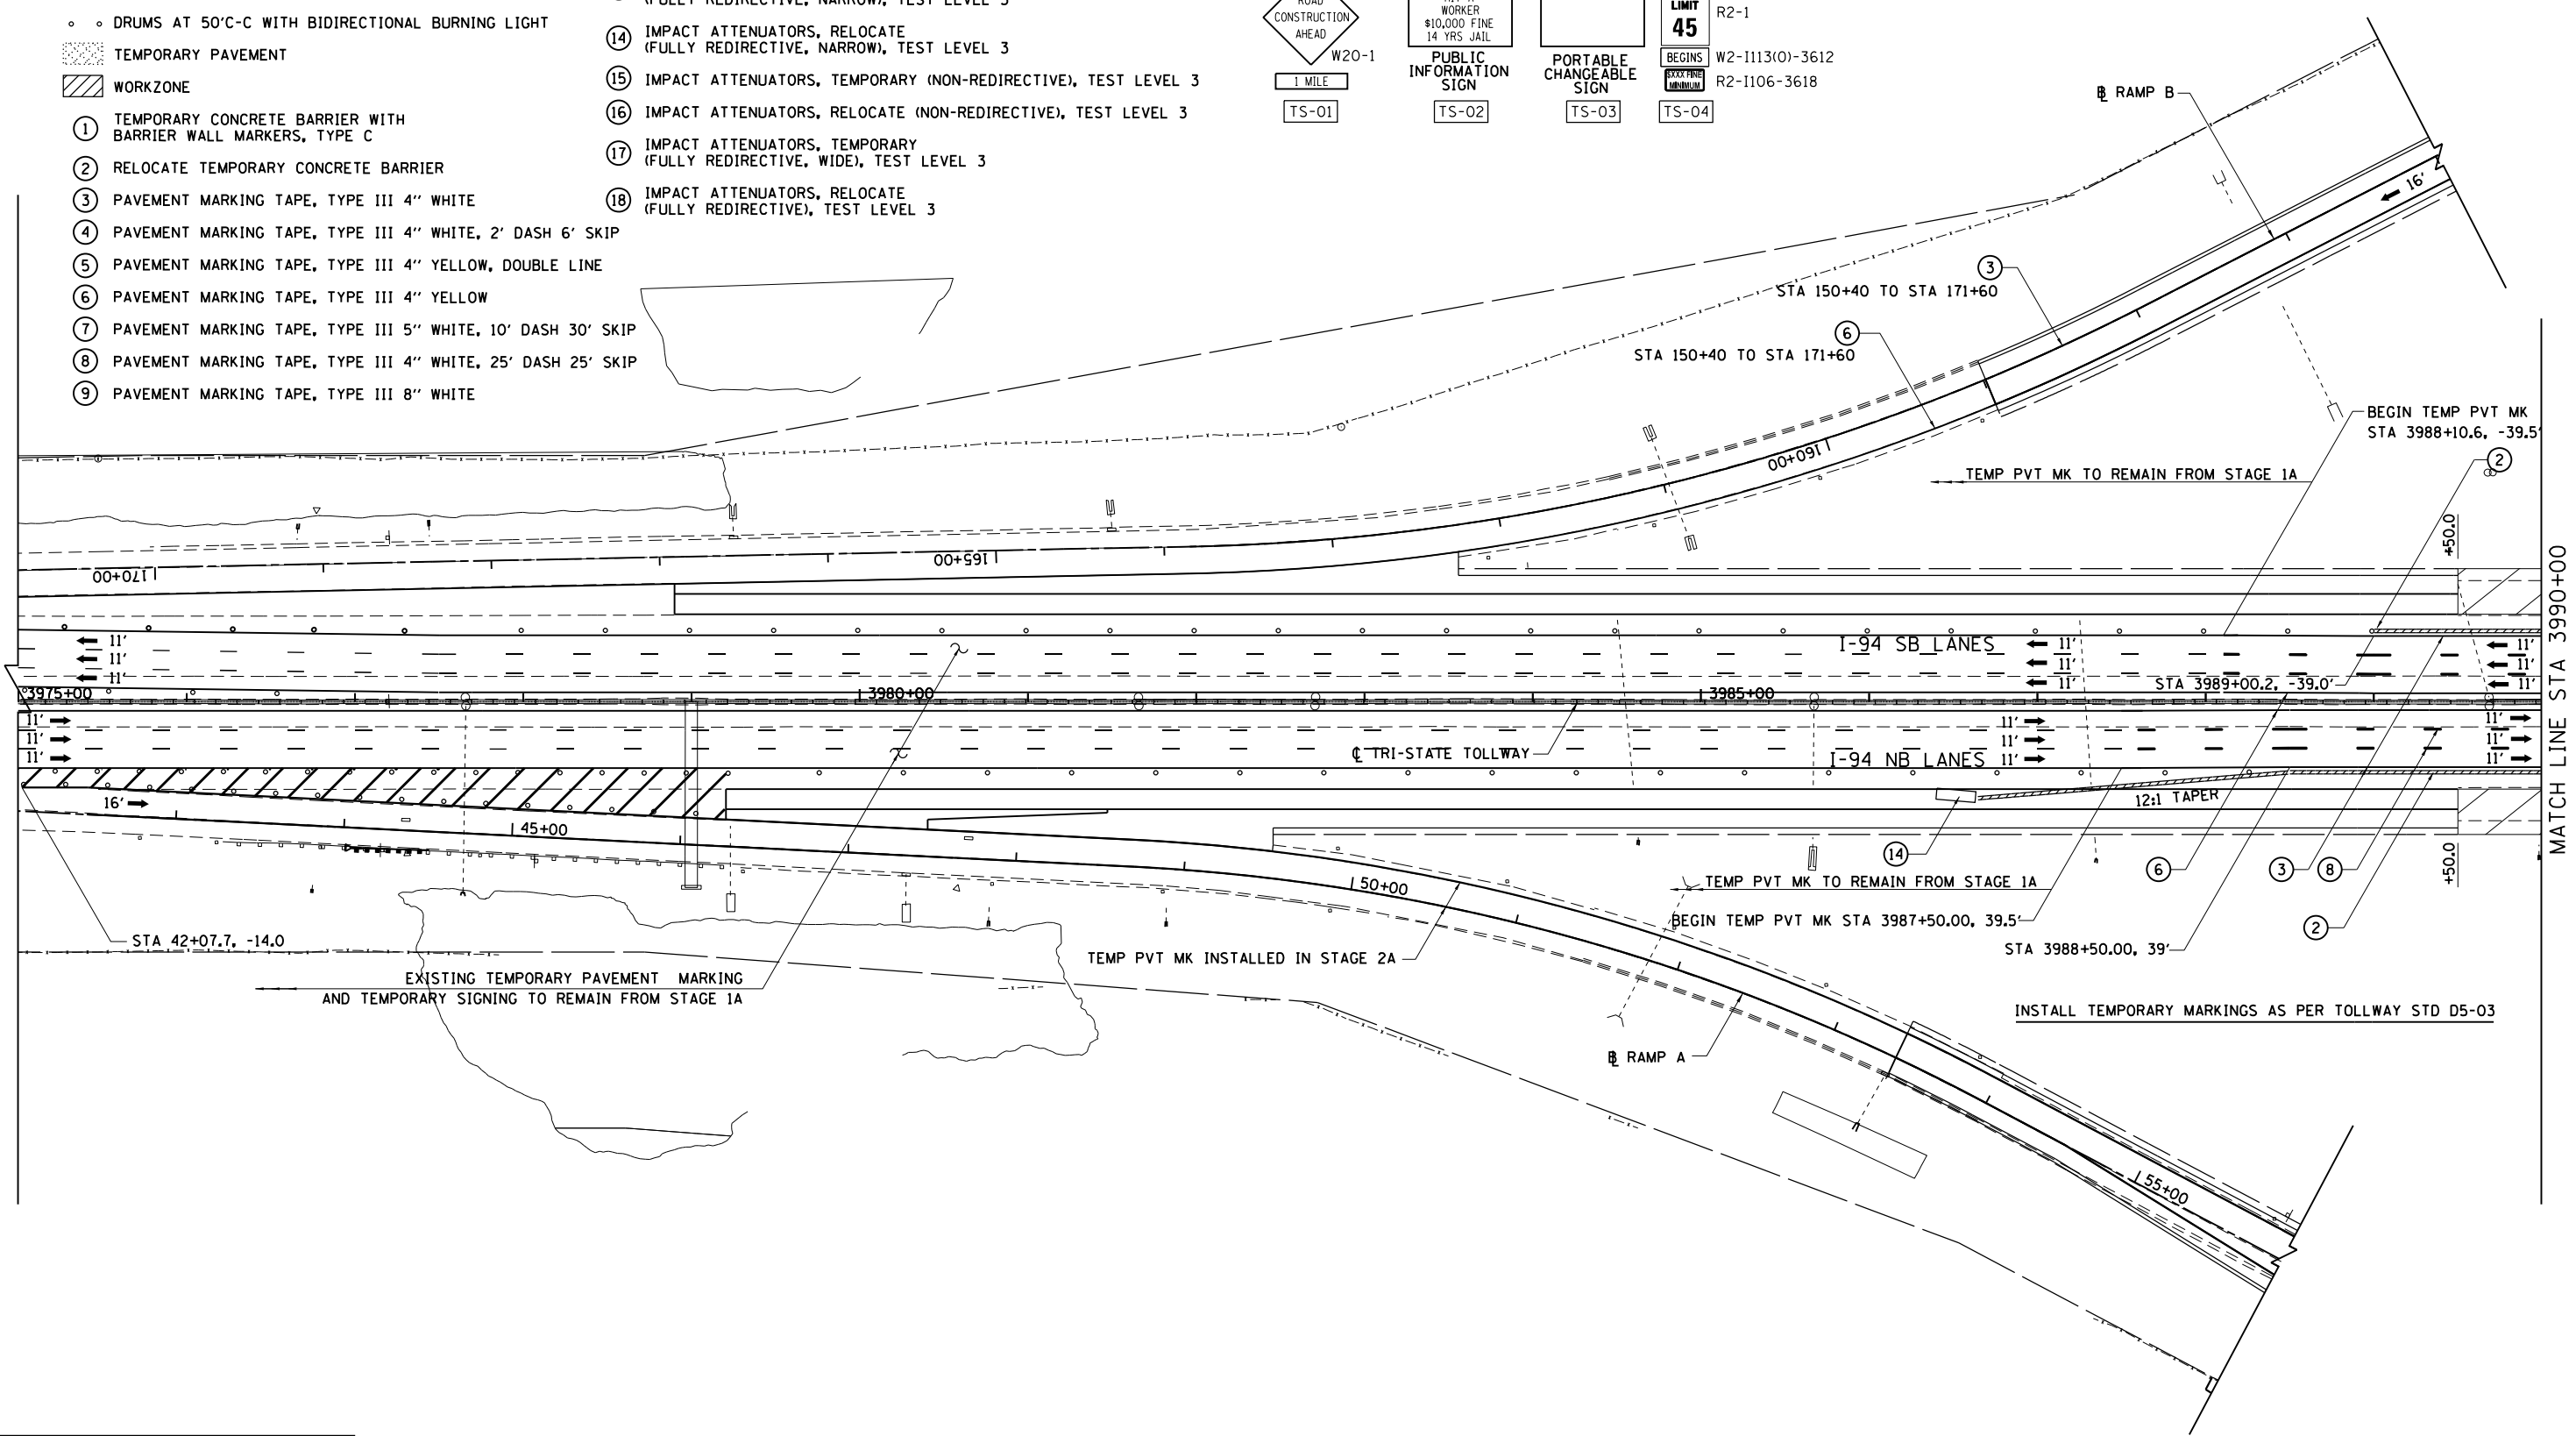 DRUMS AT 50'C-C WITH BIDIRECTIONAL BURNING LIGHT
TEMPORARY PAVEMENT
WORKZONE
1 TEMPORARY CONCRETE BARRIER WITH
BARRIER WALL MARKERS, TYPE C
2 RELOCATE TEMPORARY CONCRETE BARRIER
3 PAVEMENT MARKING TAPE, TYPE III 4'' WHITE
4 PAVEMENT MARKING TAPE, TYPE III 4'' WHITE, 2' DASH 6' SKIP
5 PAVEMENT MARKING TAPE, TYPE III 4'' YELLOW, DOUBLE LINE
6 PAVEMENT MARKING TAPE, TYPE III 4'' YELLOW
7 PAVEMENT MARKING TAPE, TYPE III 5'' WHITE, 10' DASH 30' SKIP
8 PAVEMENT MARKING TAPE, TYPE III 4'' WHITE, 25' DASH 25' SKIP
9 PAVEMENT MARKING TAPE, TYPE III 8'' WHITE
(FULLY REDIRECTIVE, NARROW), TEST LEVEL 3
14 IMPACT ATTENUATORS, RELOCATE
(FULLY REDIRECTIVE, NARROW), TEST LEVEL 3
15 IMPACT ATTENUATORS, TEMPORARY (NON-REDIRECTIVE), TEST LEVEL 3
16 IMPACT ATTENUATORS, RELOCATE (NON-REDIRECTIVE), TEST LEVEL 3
17 IMPACT ATTENUATORS, TEMPORARY
(FULLY REDIRECTIVE, WIDE), TEST LEVEL 3
18 IMPACT ATTENUATORS, RELOCATE
(FULLY REDIRECTIVE), TEST LEVEL 3
ROAD
CONSTRUCTION
AHEAD
W20-1
1 MILE
TS-01
WORKER
$10,000 FINE
14 YRS JAIL
PUBLIC
INFORMATION
SIGN
TS-02
PORTABLE
CHANGEABLE
SIGN
TS-03
LIMIT
45
R2-1
BEGINS W2-I113(O)-3612
$XXX FINE
MINIMUM
R2-I106-3618
TS-04
BL RAMP B
16'
3
STA 150+40 TO STA 171+60
6
STA 150+40 TO STA 171+60
BEGIN TEMP PVT MK
STA 3988+10.6, -39.5'
2
TEMP PVT MK TO REMAIN FROM STAGE 1A
160+00
165+00
170+00
+50.0
MATCH LINE STA 3990+00
11'
11'
11'
I-94 SB LANES
11'
11'
11'
11'
11'
11'
STA 3989+00.2, -39.0'
3975+00
3980+00
3985+00
11'
11'
11'
CL TRI-STATE TOLLWAY
I-94 NB LANES
11'
11'
11'
11'
11'
11'
16'
12:1 TAPER
45+00
50+00
14
6
3
8
+50.0
TEMP PVT MK TO REMAIN FROM STAGE 1A
BEGIN TEMP PVT MK STA 3987+50.00, 39.5'
2
STA 42+07.7, -14.0
STA 3988+50.00, 39'
TEMP PVT MK INSTALLED IN STAGE 2A
EXISTING TEMPORARY PAVEMENT MARKING
AND TEMPORARY SIGNING TO REMAIN FROM STAGE 1A
INSTALL TEMPORARY MARKINGS AS PER TOLLWAY STD D5-03
BL RAMP A
55+00